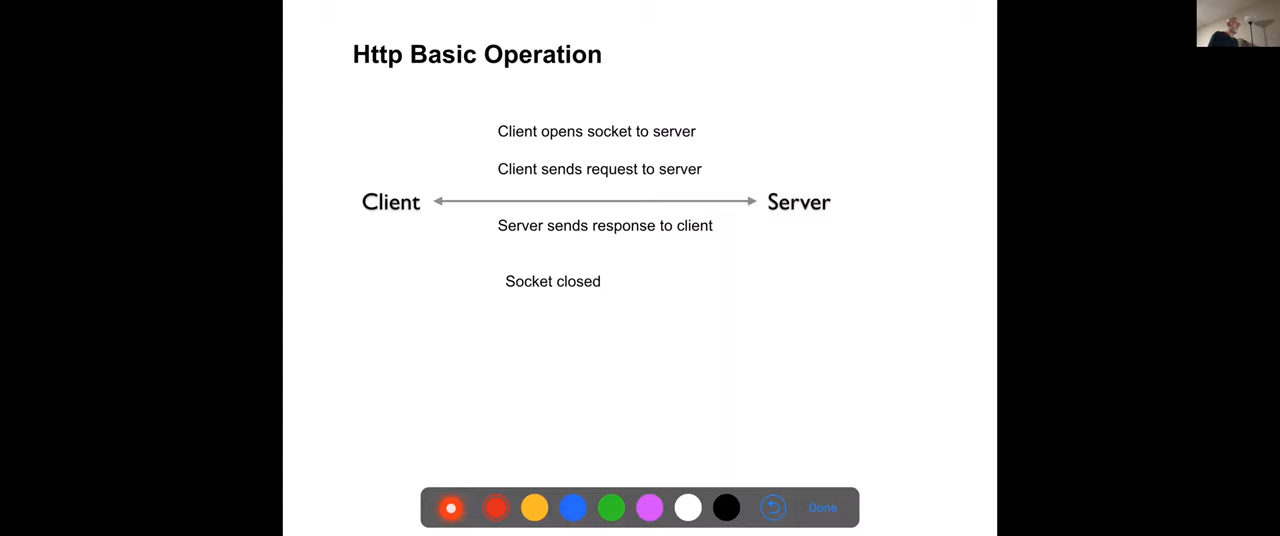 Http Basic Operation
Client opens socket to server
Client sends request to server
Client
Server
Server sends response to client
Socket closed
Done